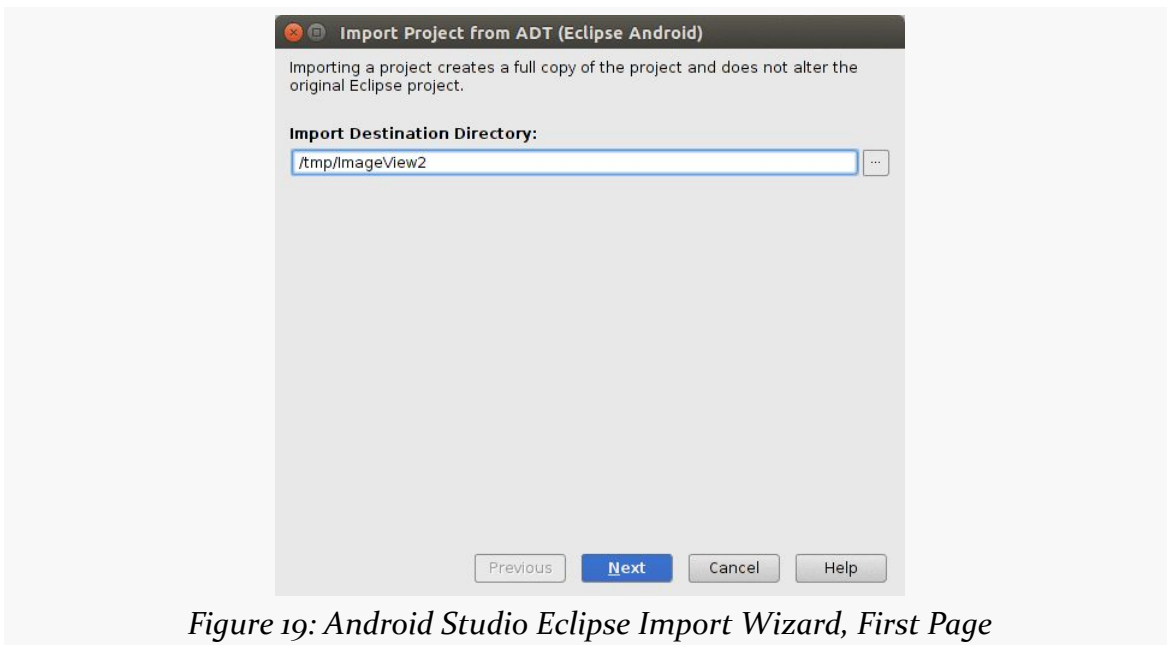 Import Project from ADT (Eclipse Android)
Importing a project creates a full copy of the project and does not alter the
original Eclipse project.
Import Destination Directory:
/tmp/ImageView2
...
Previous Next Cancel Help
Figure 19: Android Studio Eclipse Import Wizard, First Page